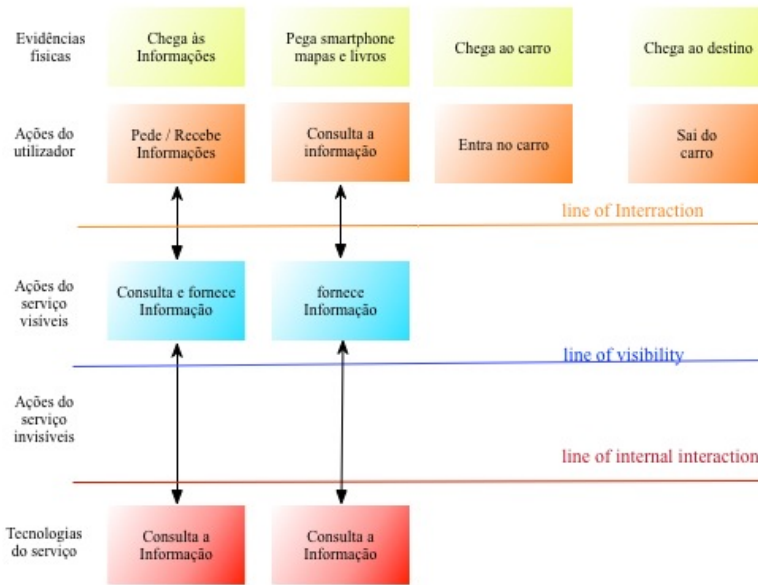 Evidências
fisicas
Chega às
Informações
Pega smartphone
mapas e livros
Chega ao carro
Chega ao destino
Ações do
utilizador
Pede / Recebe
Informações
Consulta a
informação
Entra no carro
Sai do
carro
line of Interraction
Ações do
serviço
visíveis
Consulta e fornece
Informação
fornece
Informação
line of visibility
Ações do
serviço
invisíveis
line of internal interaction
Tecnologias
do serviço
Consulta a
Informação
Consulta a
Informação